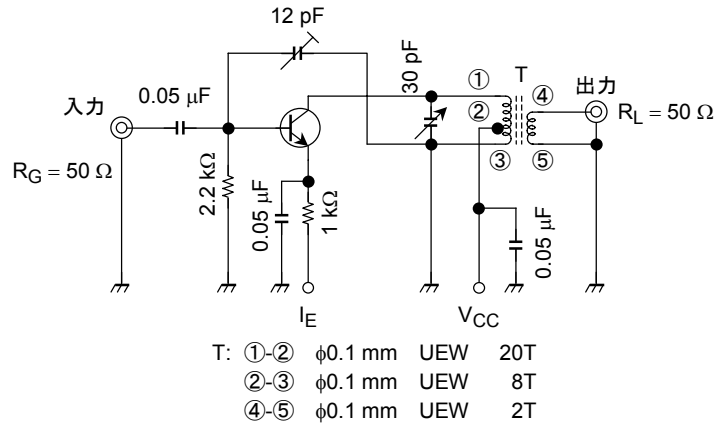 12 pF
30 pF
① T
0.05 μF
② ④ 出力
入力
R_L = 50 Ω
③ ⑤
R_G = 50 Ω
2.2 kΩ
0.05 μF
1 kΩ
0.05 μF
I_E
V_CC
T: ①-② φ0.1 mm UEW 20T
②-③ φ0.1 mm UEW 8T
④-⑤ φ0.1 mm UEW 2T